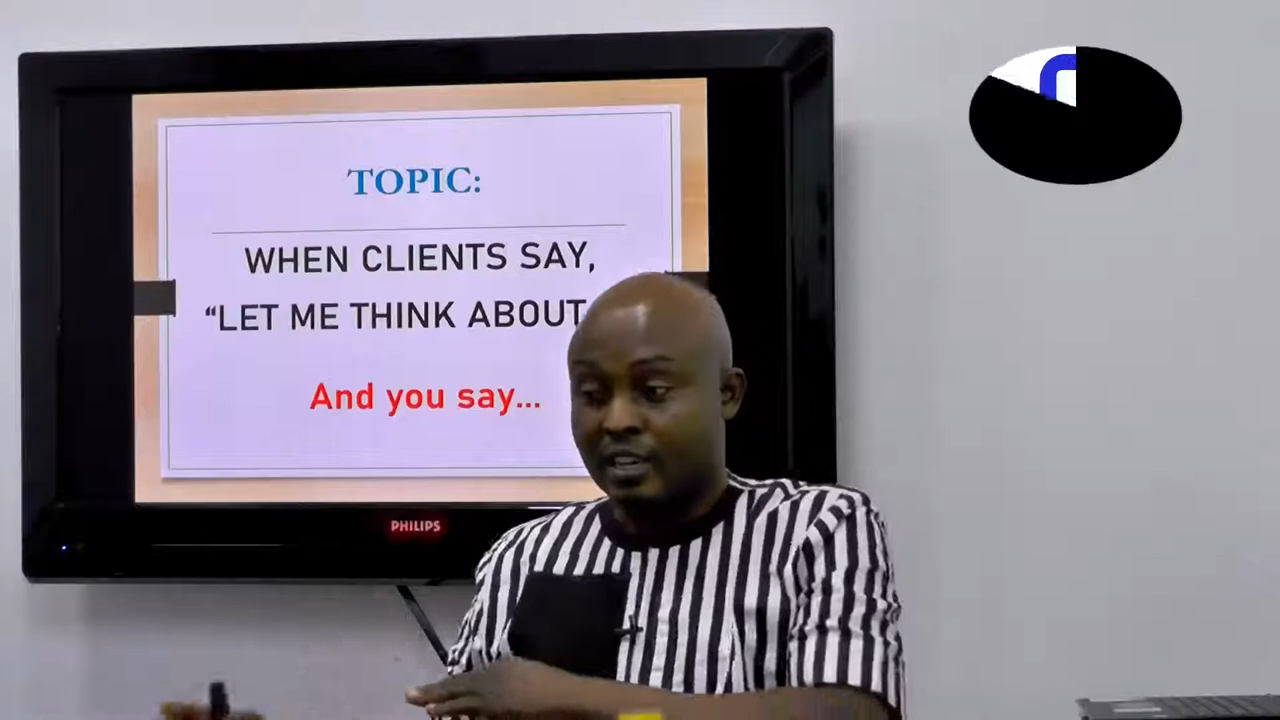 TOPIC:
WHEN CLIENTS SAY,
“LET ME THINK ABOUT
And you say...
PHILIPS